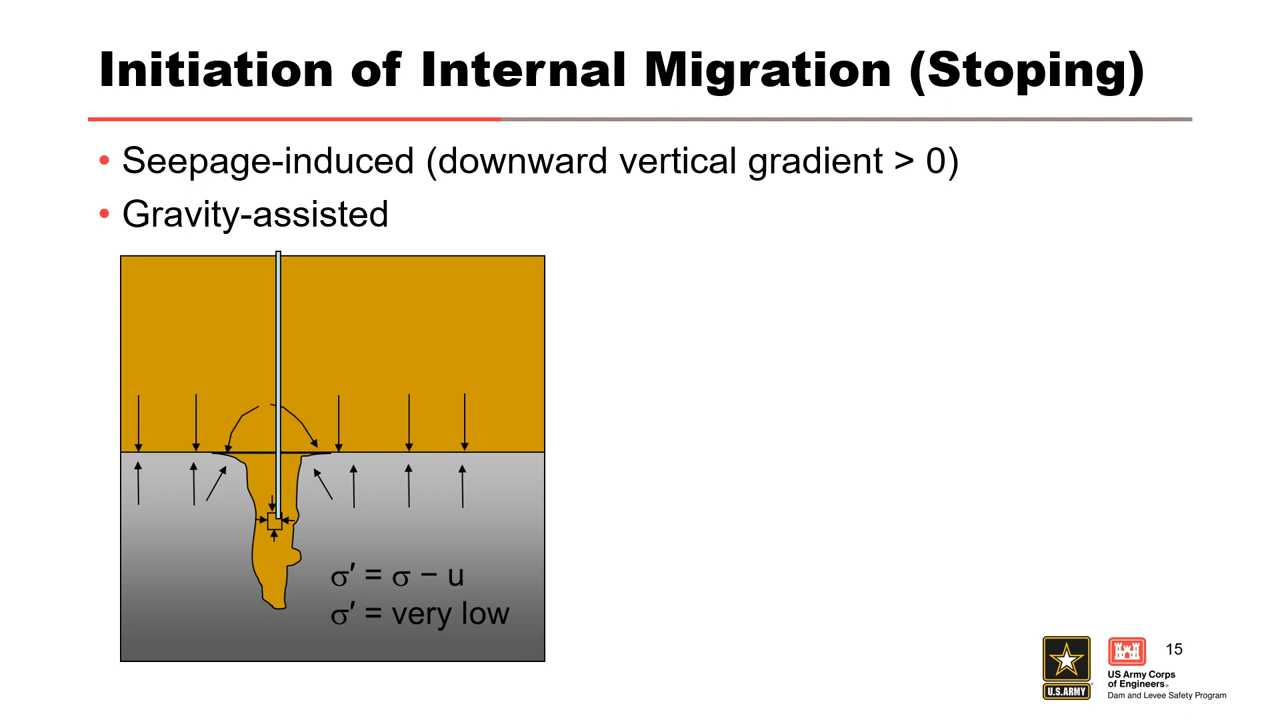 Initiation of Internal Migration (Stoping)
• Seepage-induced (downward vertical gradient > 0)
• Gravity-assisted
σ′ = σ − u
σ′ = very low
15
U.S.ARMY
US Army Corps
of Engineers®
Dam and Levee Safety Program